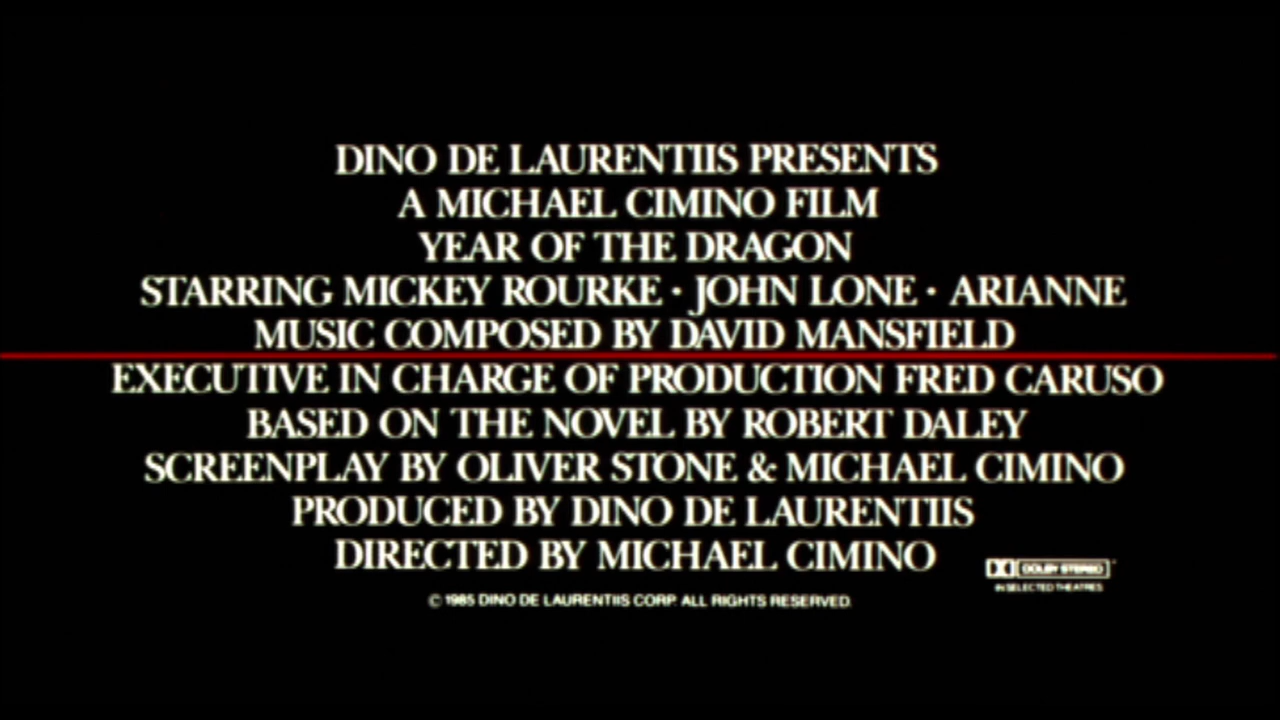 DINO DE LAURENTIIS PRESENTS
A MICHAEL CIMINO FILM
YEAR OF THE DRAGON
STARRING MICKEY ROURKE · JOHN LONE · ARIANNE
MUSIC COMPOSED BY DAVID MANSFIELD
EXECUTIVE IN CHARGE OF PRODUCTION FRED CARUSO
BASED ON THE NOVEL BY ROBERT DALEY
SCREENPLAY BY OLIVER STONE & MICHAEL CIMINO
PRODUCED BY DINO DE LAURENTIIS
DIRECTED BY MICHAEL CIMINO
DOLBY STEREO
IN SELECTED THEATRES
© 1985 DINO DE LAURENTIIS CORP. ALL RIGHTS RESERVED.